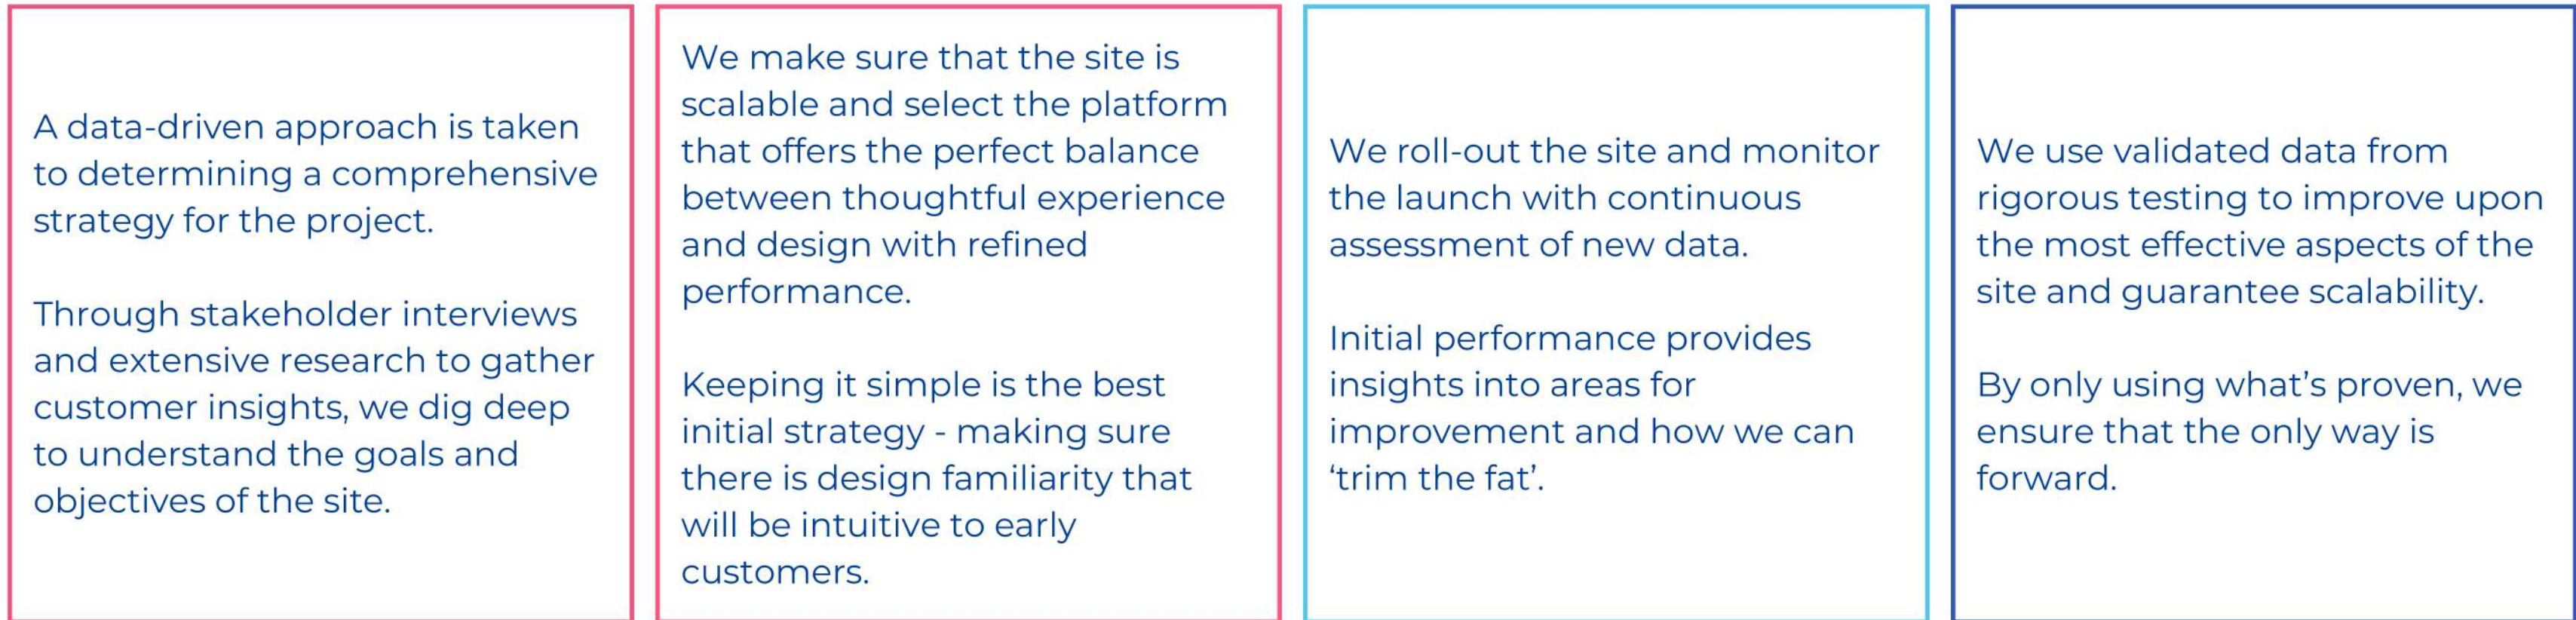 A data-driven approach is taken
to determining a comprehensive
strategy for the project.
Through stakeholder interviews
and extensive research to gather
customer insights, we dig deep
to understand the goals and
objectives of the site.
We make sure that the site is
scalable and select the platform
that offers the perfect balance
between thoughtful experience
and design with refined
performance.
Keeping it simple is the best
initial strategy - making sure
there is design familiarity that
will be intuitive to early
customers.
We roll-out the site and monitor
the launch with continuous
assessment of new data.
Initial performance provides
insights into areas for
improvement and how we can
‘trim the fat’.
We use validated data from
rigorous testing to improve upon
the most effective aspects of the
site and guarantee scalability.
By only using what’s proven, we
ensure that the only way is
forward.